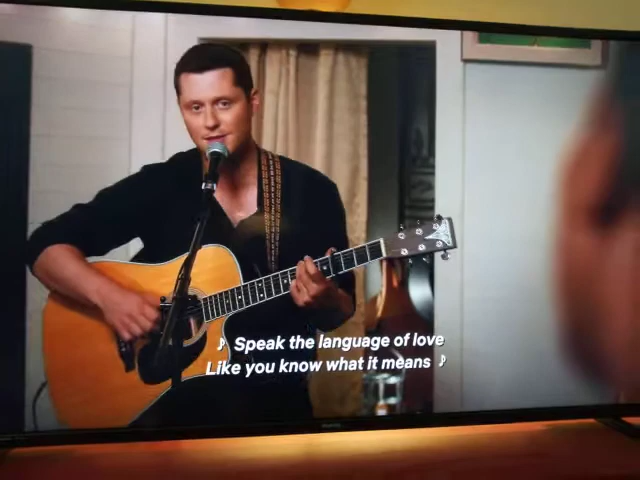 ♪ Speak the language of love
Like you know what it means ♪